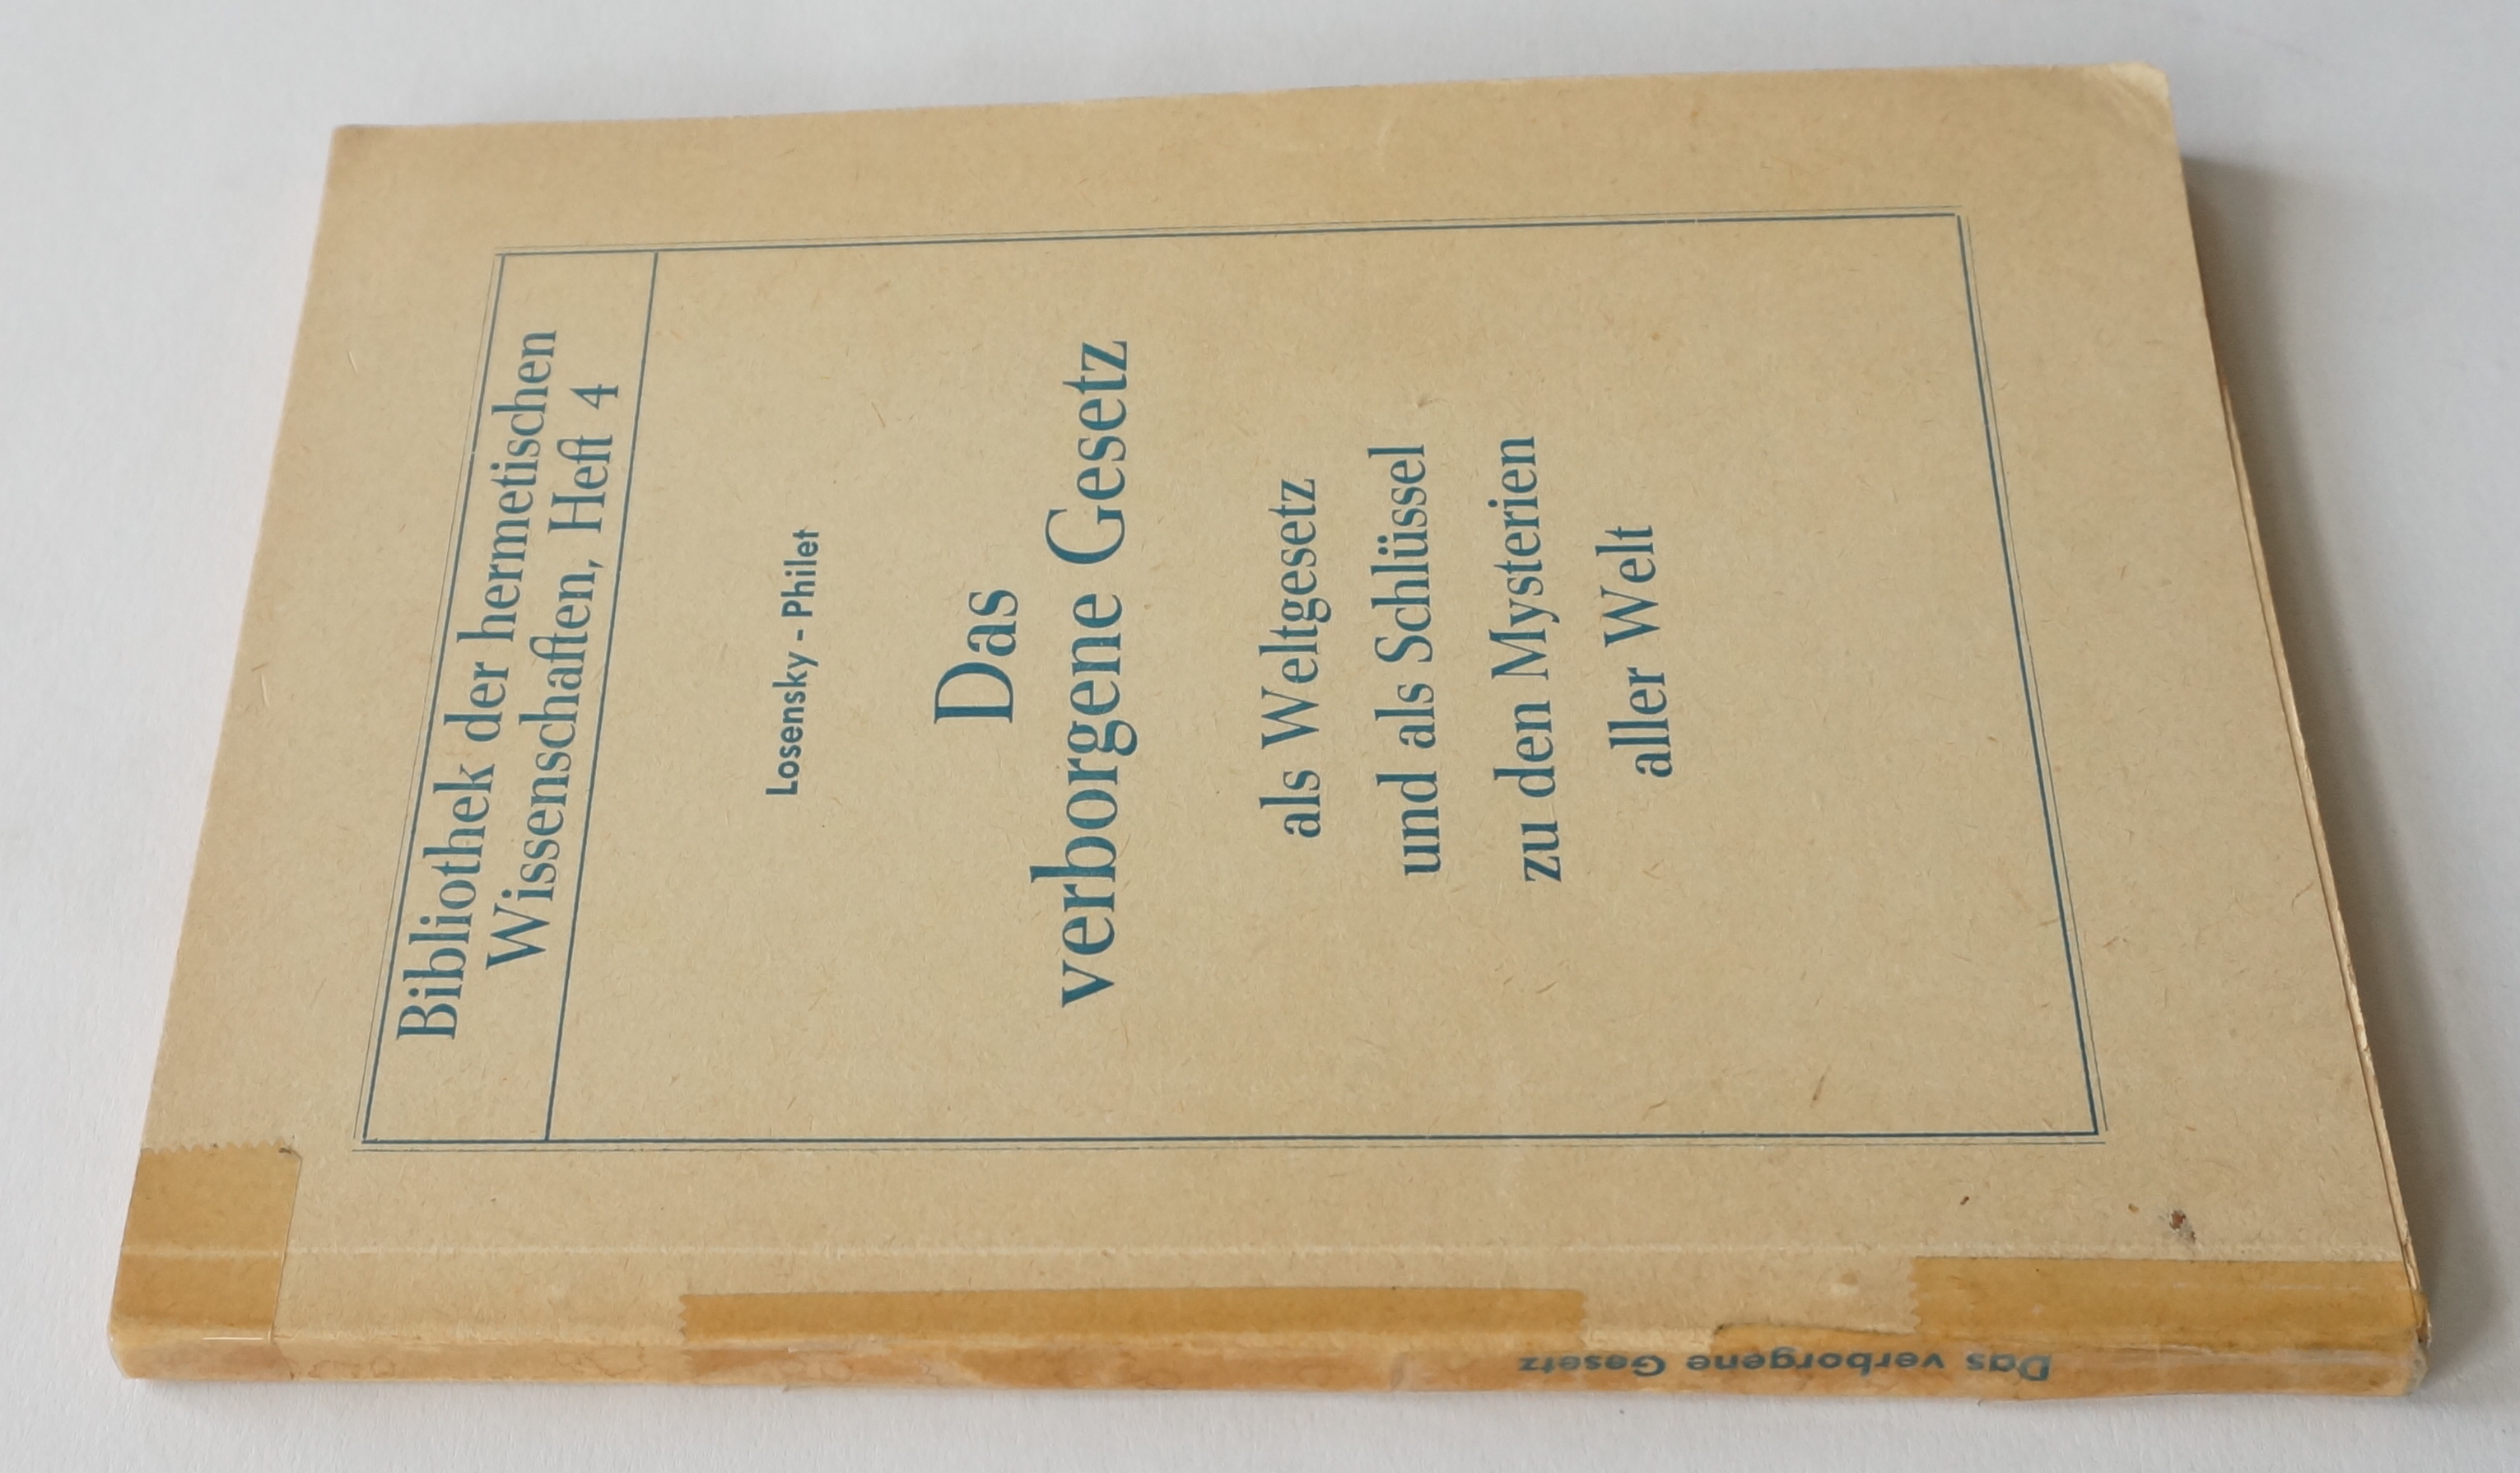 Bibliothek der hermetischen
Wissenschaften, Heft 4
Losensky - Philet
Das
verborgene Gesetz
als Weltgesetz
und als Schlüssel
zu den Mysterien
aller Welt
Das verborgene Gesetz